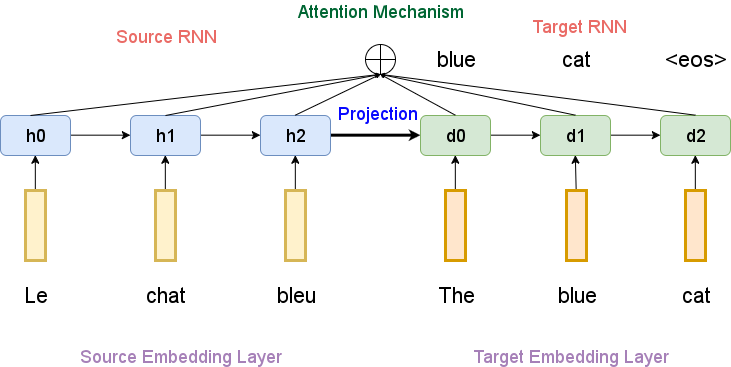 Attention Mechanism
Source RNN
Target RNN
blue cat <eos>
Projection
h0 h1 h2 d0 d1 d2
Le chat bleu The blue cat
Source Embedding Layer
Target Embedding Layer